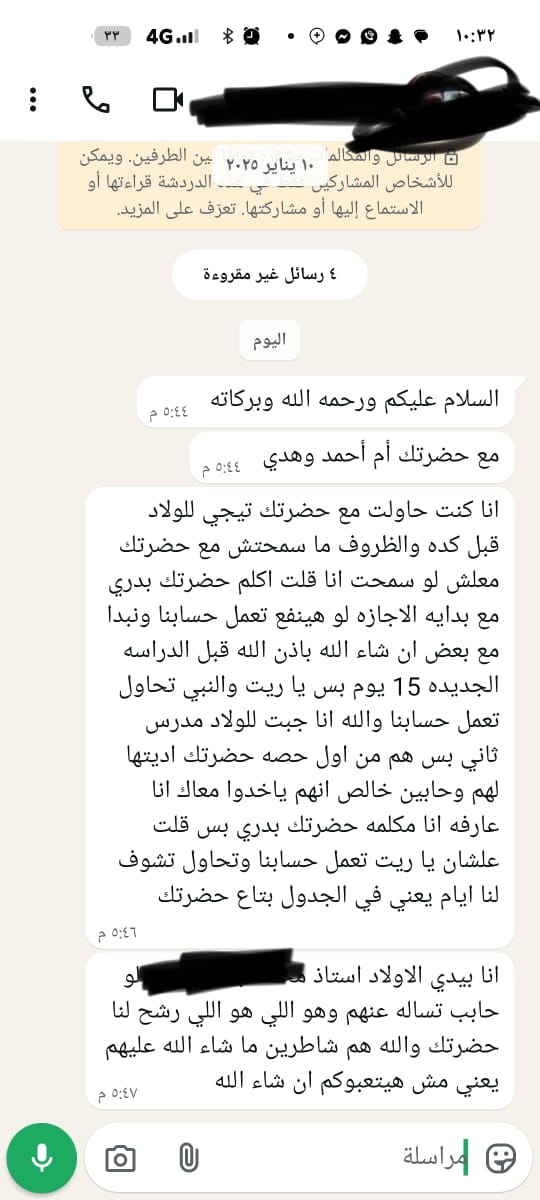 ١٠:٣٢
4G
٣٣
الرسائل والمكالمات بين الطرفين. ويمكن
١٠ يناير ٢٠٢٥
للأشخاص المشاركين فقط في الدردشة قراءتها أو
الاستماع إليها أو مشاركتها. تعرّف على المزيد.
٤ رسائل غير مقروءة
اليوم
السلام عليكم ورحمه الله وبركاته
٥:٤٤ م
مع حضرتك أم أحمد وهدي
٥:٤٤ م
انا كنت حاولت مع حضرتك تيجي للولاد
قبل كده والظروف ما سمحتش مع حضرتك
معلش لو سمحت انا قلت اكلم حضرتك بدري
مع بدايه الاجازه لو هينفع تعمل حسابنا ونبدا
مع بعض ان شاء الله باذن الله قبل الدراسه
الجديده 15 يوم بس يا ريت والنبي تحاول
تعمل حسابنا والله انا جبت للولاد مدرس
ثاني بس هم من اول حصه حضرتك اديتها
لهم وحابين خالص انهم ياخدوا معاك انا
عارفه انا مكلمه حضرتك بدري بس قلت
علشان يا ريت تعمل حسابنا وتحاول تشوف
لنا ايام يعني في الجدول بتاع حضرتك
٥:٤٦ م
انا بيدي الاولاد استاذ لو
حابب تساله عنهم وهو اللي هو اللي رشح لنا
حضرتك والله هم شاطرين ما شاء الله عليهم
يعني مش هيتعبوكم ان شاء الله
٥:٤٧ م
مراسلة